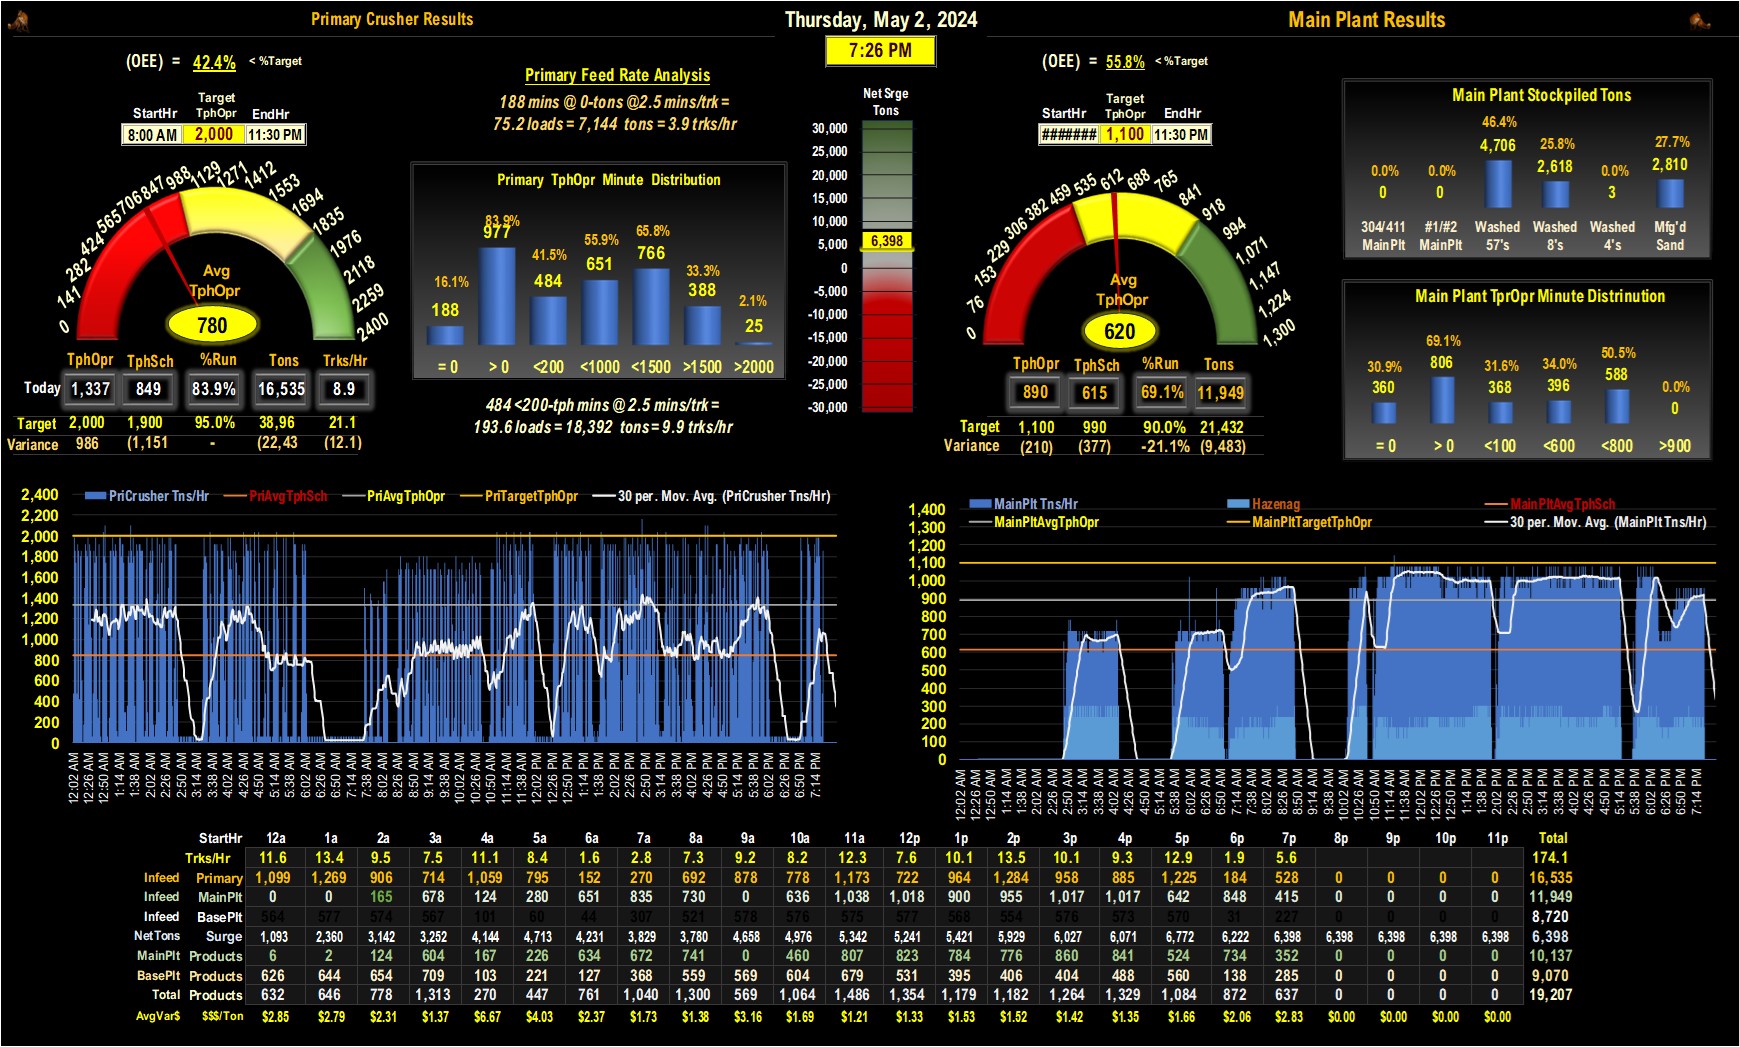 Primary Crusher Results
Thursday, May 2, 2024
Main Plant Results
7:26 PM
(OEE) = 42.4% < %Target
StartHr Target TphOpr EndHr
8:00 AM 2,000 11:30 PM
0 141 282 424 565 706 847 988 1129 1271 1412 1553 1694 1835 1976 2118 2259 2400
Avg
TphOpr
780
TphOpr TphSch %Run Tons Trks/Hr
Today 1,337 849 83.9% 16,535 8.9
Target 2,000 1,900 95.0% 38,96 21.1
Variance 986 (1,151 - (22,43 (12.1)
Primary Feed Rate Analysis
188 mins @ 0-tons @2.5 mins/trk =
75.2 loads = 7,144 tons = 3.9 trks/hr
Primary TphOpr Minute Distribution
16.1% 83.9% 41.5% 55.9% 65.8% 33.3% 2.1%
188 977 484 651 766 388 25
= 0 > 0 <200 <1000 <1500 >1500 >2000
484 <200-tph mins @ 2.5 mins/trk =
193.6 loads = 18,392 tons = 9.9 trks/hr
Net Srge
Tons
30,000
25,000
20,000
15,000
10,000
5,000
0
-5,000
-10,000
-15,000
-20,000
-25,000
-30,000
6,398
(OEE) = 55.8% < %Target
StartHr Target TphOpr EndHr
####### 1,100 11:30 PM
0 76 153 229 306 382 459 535 612 688 765 841 918 994 1,071 1,147 1,224 1,300
Avg
TphOpr
620
TphOpr TphSch %Run Tons
890 615 69.1% 11,949
Target 1,100 990 90.0% 21,432
Variance (210) (377) -21.1% (9,483)
Main Plant Stockpiled Tons
0.0% 0.0% 46.4% 25.8% 0.0% 27.7%
0 0 4,706 2,618 3 2,810
304/411 #1/#2 Washed Washed Washed Mfg'd
MainPlt MainPlt 57's 8's 4's Sand
Main Plant TprOpr Minute Distrinution
30.9% 69.1% 31.6% 34.0% 50.5% 0.0%
360 806 368 396 588 0
= 0 > 0 <100 <600 <800 >900
PriCrusher Tns/Hr PriAvgTphSch PriAvgTphOpr PriTargetTphOpr 30 per. Mov. Avg. (PriCrusher Tns/Hr)
2,400
2,200
2,000
1,800
1,600
1,400
1,200
1,000
800
600
400
200
0
12:02 AM 12:26 AM 12:50 AM 1:14 AM 1:38 AM 2:02 AM 2:26 AM 2:50 AM 3:14 AM 3:38 AM 4:02 AM 4:26 AM 4:50 AM 5:14 AM 5:38 AM 6:02 AM 6:26 AM 6:50 AM 7:14 AM 7:38 AM 8:02 AM 8:26 AM 8:50 AM 9:14 AM 9:38 AM 10:02 AM 10:26 AM 10:50 AM 11:14 AM 11:38 AM 12:02 PM 12:26 PM 12:50 PM 1:14 PM 1:38 PM 2:02 PM 2:26 PM 2:50 PM 3:14 PM 3:38 PM 4:02 PM 4:26 PM 4:50 PM 5:14 PM 5:38 PM 6:02 PM 6:26 PM 6:50 PM 7:14 PM
MainPlt Tns/Hr Hazenag MainPltAvgTphSch
MainPltAvgTphOpr MainPltTargetTphOpr 30 per. Mov. Avg. (MainPlt Tns/Hr)
1,400
1,300
1,200
1,100
1,000
900
800
700
600
500
400
300
200
100
0
12:02 AM 12:26 AM 12:50 AM 1:14 AM 1:38 AM 2:02 AM 2:26 AM 2:50 AM 3:14 AM 3:38 AM 4:02 AM 4:26 AM 4:50 AM 5:14 AM 5:38 AM 6:02 AM 6:26 AM 6:50 AM 7:14 AM 7:38 AM 8:02 AM 8:26 AM 8:50 AM 9:14 AM 9:38 AM 10:02 AM 10:26 AM 10:50 AM 11:14 AM 11:38 AM 12:02 PM 12:26 PM 12:50 PM 1:14 PM 1:38 PM 2:02 PM 2:26 PM 2:50 PM 3:14 PM 3:38 PM 4:02 PM 4:26 PM 4:50 PM 5:14 PM 5:38 PM 6:02 PM 6:26 PM 6:50 PM 7:14 PM
StartHr 12a 1a 2a 3a 4a 5a 6a 7a 8a 9a 10a 11a 12p 1p 2p 3p 4p 5p 6p 7p 8p 9p 10p 11p Total
Trks/Hr 11.6 13.4 9.5 7.5 11.1 8.4 1.6 2.8 7.3 9.2 8.2 12.3 7.6 10.1 13.5 10.1 9.3 12.9 1.9 5.6 174.1
Infeed Primary 1,099 1,269 906 714 1,059 795 152 270 692 878 778 1,173 722 964 1,284 958 885 1,225 184 528 0 0 0 0 16,535
Infeed MainPlt 0 0 165 678 124 280 651 835 730 0 636 1,038 1,018 900 955 1,017 1,017 642 848 415 0 0 0 0 11,949
Infeed BasePlt 564 577 574 567 101 60 44 307 521 578 576 575 577 568 554 576 573 570 31 227 8,720
NetTons Surge 1,093 2,360 3,142 3,252 4,144 4,713 4,231 3,829 3,780 4,658 4,976 5,342 5,241 5,421 5,929 6,027 6,071 6,772 6,222 6,398 6,398 6,398 6,398 6,398 6,398
MainPlt Products 6 2 124 604 167 226 634 672 741 0 460 807 823 784 776 860 841 524 734 352 0 0 0 0 10,137
BasePlt Products 626 644 654 709 103 221 127 368 559 569 604 679 531 395 406 404 488 560 138 285 0 0 0 0 9,070
Total Products 632 646 778 1,313 270 447 761 1,040 1,300 569 1,064 1,486 1,354 1,179 1,182 1,264 1,329 1,084 872 637 0 0 0 0 19,207
AvgVar$ $$$/Ton $2.85 $2.79 $2.31 $1.37 $6.67 $4.03 $2.37 $1.73 $1.38 $3.16 $1.69 $1.21 $1.33 $1.53 $1.52 $1.42 $1.35 $1.66 $2.06 $2.83 $0.00 $0.00 $0.00 $0.00